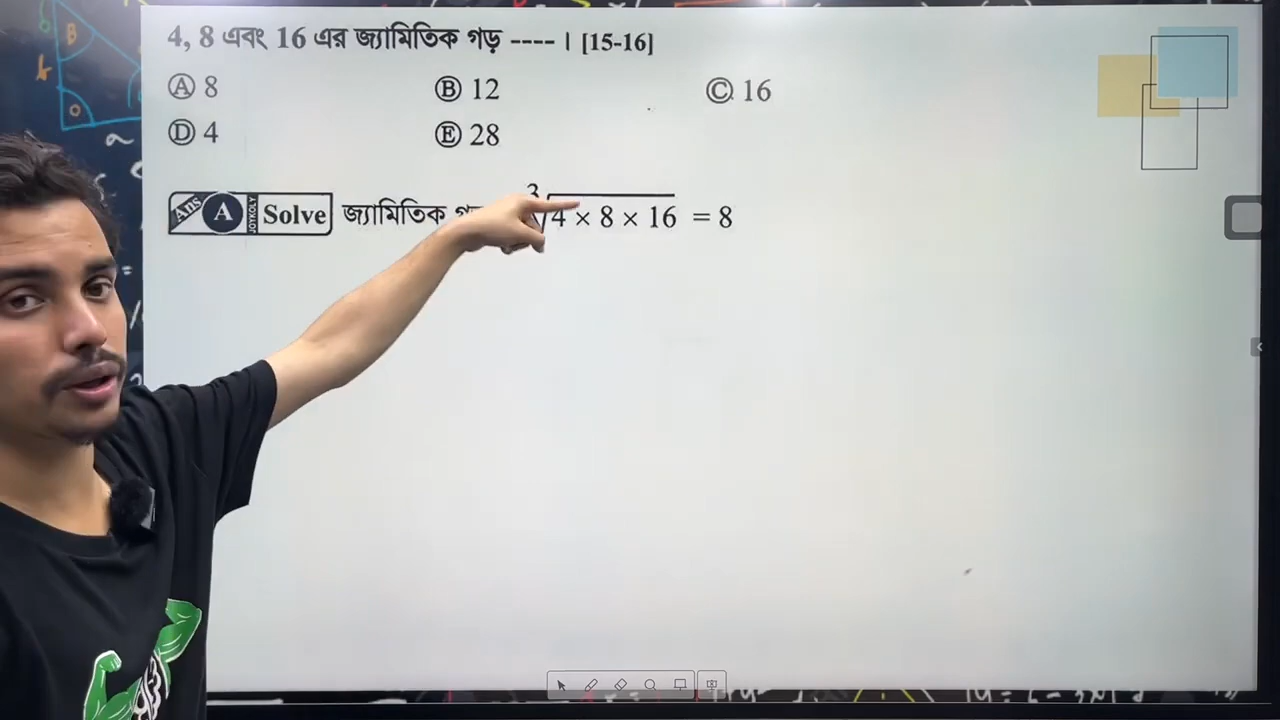 4, 8 এবং 16 এর জ্যামিতিক গড় ---- । [15-16]
Ⓐ 8 Ⓑ 12 Ⓒ 16
Ⓓ 4 Ⓔ 28
Ans A JOYKOLY Solve জ্যামিতিক ∛4 × 8 × 16 = 8